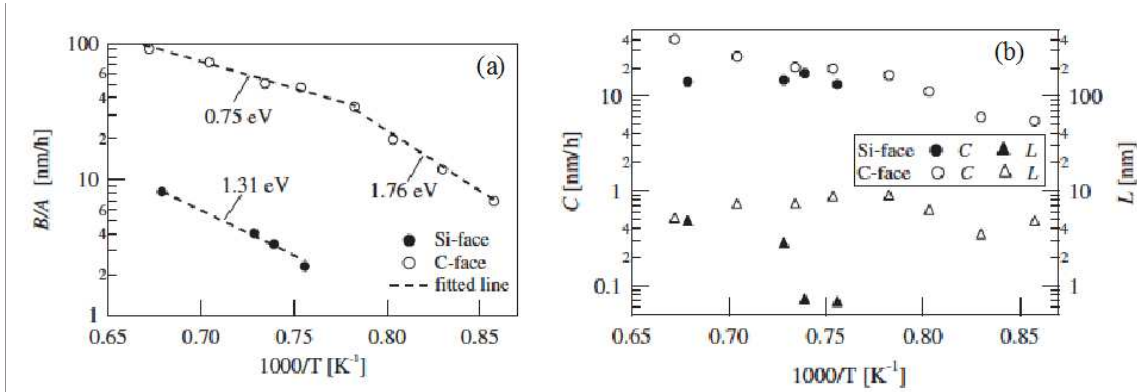 (a)
B/A [nm/h]
100
6
4
2
10
6
4
2
1
0.75 eV
1.76 eV
1.31 eV
Si-face
C-face
fitted line
0.65 0.70 0.75 0.80 0.85
1000/T [K⁻¹]
(b)
C [nm/h]
4
2
10
4
2
1
4
2
0.1
Si-face C L
C-face C L
4
2
100
4
2
10
4
2
1
L [nm]
0.65 0.70 0.75 0.80 0.85
1000/T [K⁻¹]